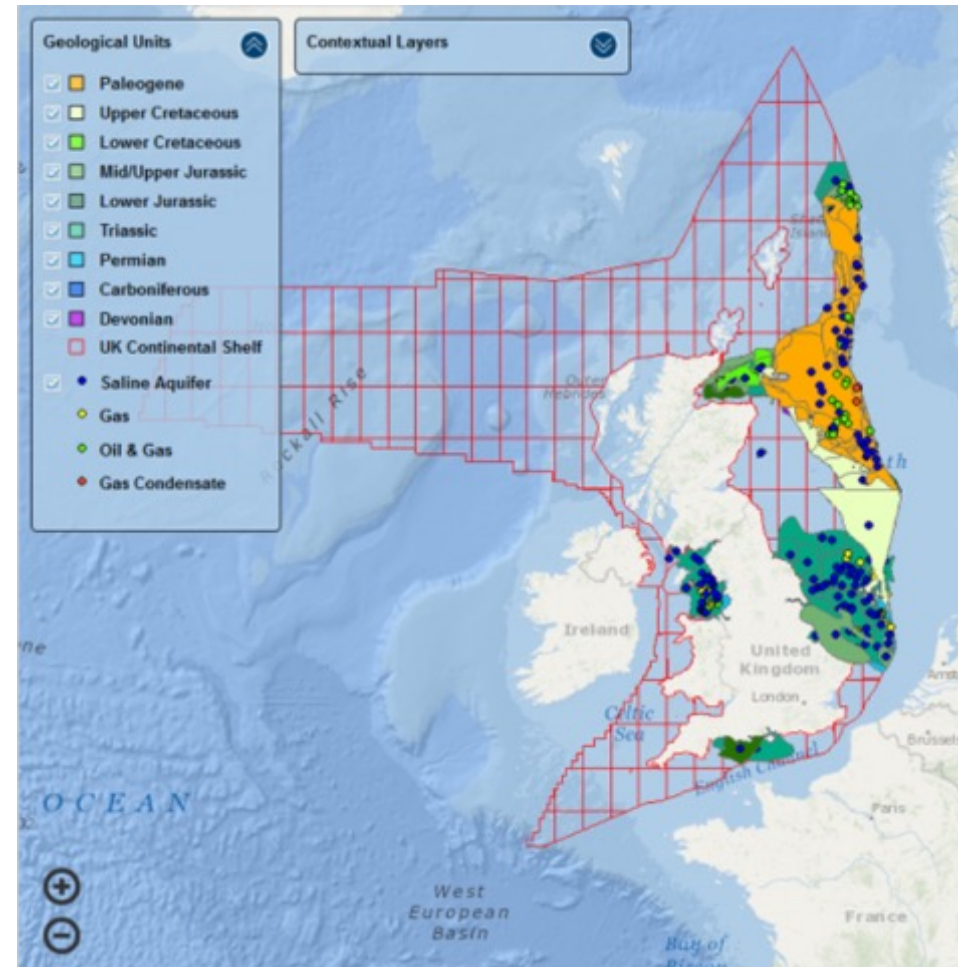 Geological Units
Paleogene
Upper Cretaceous
Lower Cretaceous
Mid/Upper Jurassic
Lower Jurassic
Triassic
Permian
Carboniferous
Devonian
UK Continental Shelf
Saline Aquifer
Gas
Oil & Gas
Gas Condensate
Contextual Layers
Outer
Hebrides
Rockall Rise
Ireland
United
Kingdom
London
Celtic
Sea
English Channel
Brussels
Paris
OCEAN
West
European
Basin
France
Bay of